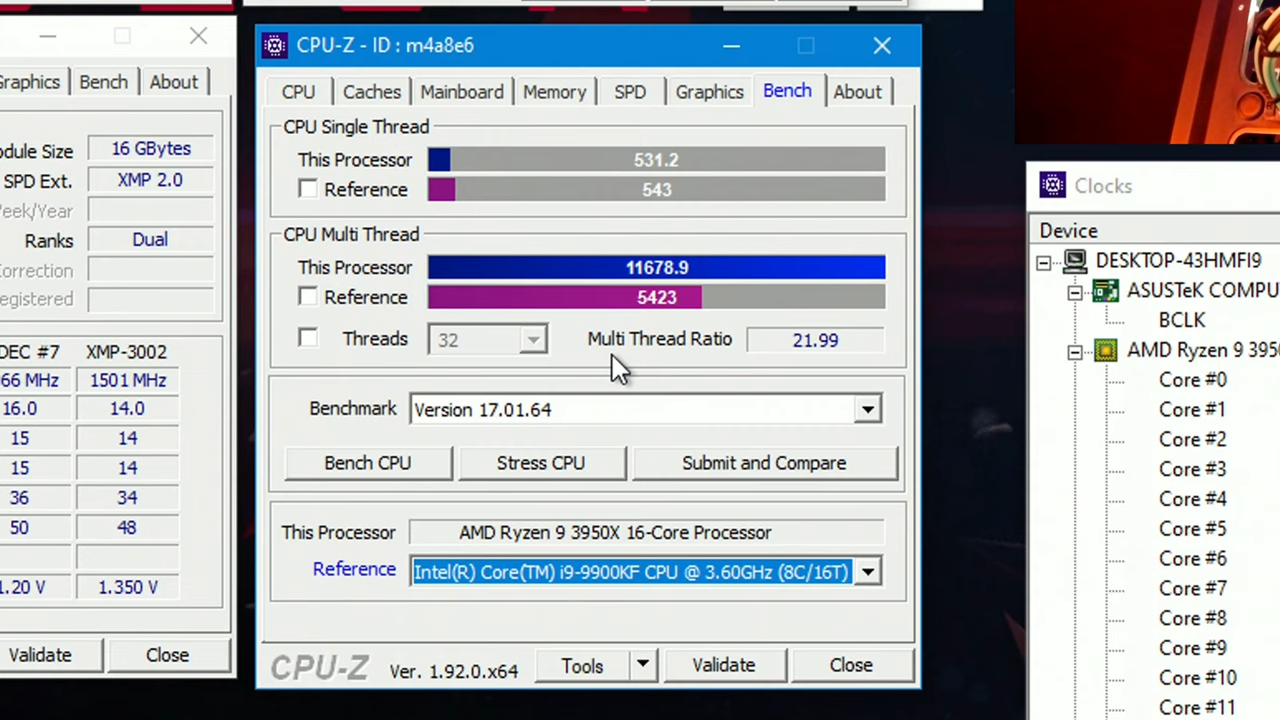 Graphics Bench About
odule Size 16 GBytes
SPD Ext. XMP 2.0
Week/Year
Ranks Dual
Correction
egistered
DEC #7 XMP-3002
66 MHz 1501 MHz
16.0 14.0
15 14
15 14
36 34
50 48
1.20 V 1.350 V
Validate Close
CPU-Z - ID : m4a8e6
CPU Caches Mainboard Memory SPD Graphics Bench About
CPU Single Thread
This Processor 531.2
Reference 543
CPU Multi Thread
This Processor 11678.9
Reference 5423
Threads 32 Multi Thread Ratio 21.99
Benchmark Version 17.01.64
Bench CPU Stress CPU Submit and Compare
This Processor AMD Ryzen 9 3950X 16-Core Processor
Reference Intel(R) Core(TM) i9-9900KF CPU @ 3.60GHz (8C/16T)
CPU-Z Ver. 1.92.0.x64 Tools Validate Close
Clocks
Device
DESKTOP-43HMFI9
ASUSTeK COMPU
BCLK
AMD Ryzen 9 395
Core #0
Core #1
Core #2
Core #3
Core #4
Core #5
Core #6
Core #7
Core #8
Core #9
Core #10
Core #11